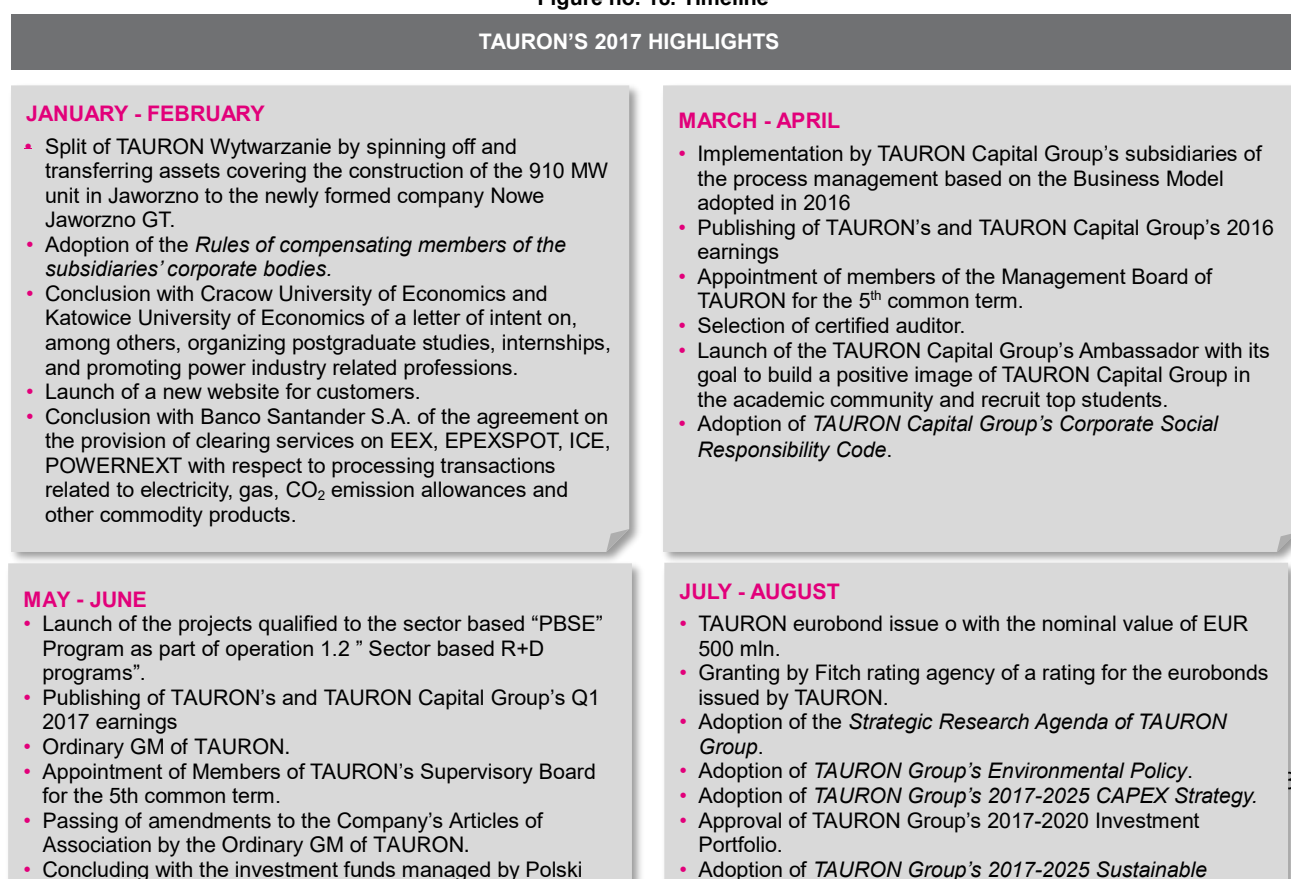 Figure no. 18. Timeline
TAURON'S 2017 HIGHLIGHTS
JANUARY - FEBRUARY
• Split of TAURON Wytwarzanie by spinning off and
transferring assets covering the construction of the 910 MW
unit in Jaworzno to the newly formed company Nowe
Jaworzno GT.
• Adoption of the Rules of compensating members of the
subsidiaries' corporate bodies.
• Conclusion with Cracow University of Economics and
Katowice University of Economics of a letter of intent on,
among others, organizing postgraduate studies, internships,
and promoting power industry related professions.
• Launch of a new website for customers.
• Conclusion with Banco Santander S.A. of the agreement on
the provision of clearing services on EEX, EPEXSPOT, ICE,
POWERNEXT with respect to processing transactions
related to electricity, gas, CO₂ emission allowances and
other commodity products.
MARCH - APRIL
• Implementation by TAURON Capital Group's subsidiaries of
the process management based on the Business Model
adopted in 2016
• Publishing of TAURON's and TAURON Capital Group's 2016
earnings
• Appointment of members of the Management Board of
TAURON for the 5th common term.
• Selection of certified auditor.
• Launch of the TAURON Capital Group's Ambassador with its
goal to build a positive image of TAURON Capital Group in
the academic community and recruit top students.
• Adoption of TAURON Capital Group's Corporate Social
Responsibility Code.
MAY - JUNE
• Launch of the projects qualified to the sector based “PBSE”
Program as part of operation 1.2 ” Sector based R+D
programs”.
• Publishing of TAURON's and TAURON Capital Group's Q1
2017 earnings
• Ordinary GM of TAURON.
• Appointment of Members of TAURON's Supervisory Board
for the 5th common term.
• Passing of amendments to the Company's Articles of
Association by the Ordinary GM of TAURON.
• Concluding with the investment funds managed by Polski
JULY - AUGUST
• TAURON eurobond issue o with the nominal value of EUR
500 mln.
• Granting by Fitch rating agency of a rating for the eurobonds
issued by TAURON.
• Adoption of the Strategic Research Agenda of TAURON
Group.
• Adoption of TAURON Group's Environmental Policy.
• Adoption of TAURON Group's 2017-2025 CAPEX Strategy.
• Approval of TAURON Group's 2017-2020 Investment
Portfolio.
• Adoption of TAURON Group's 2017-2025 Sustainable